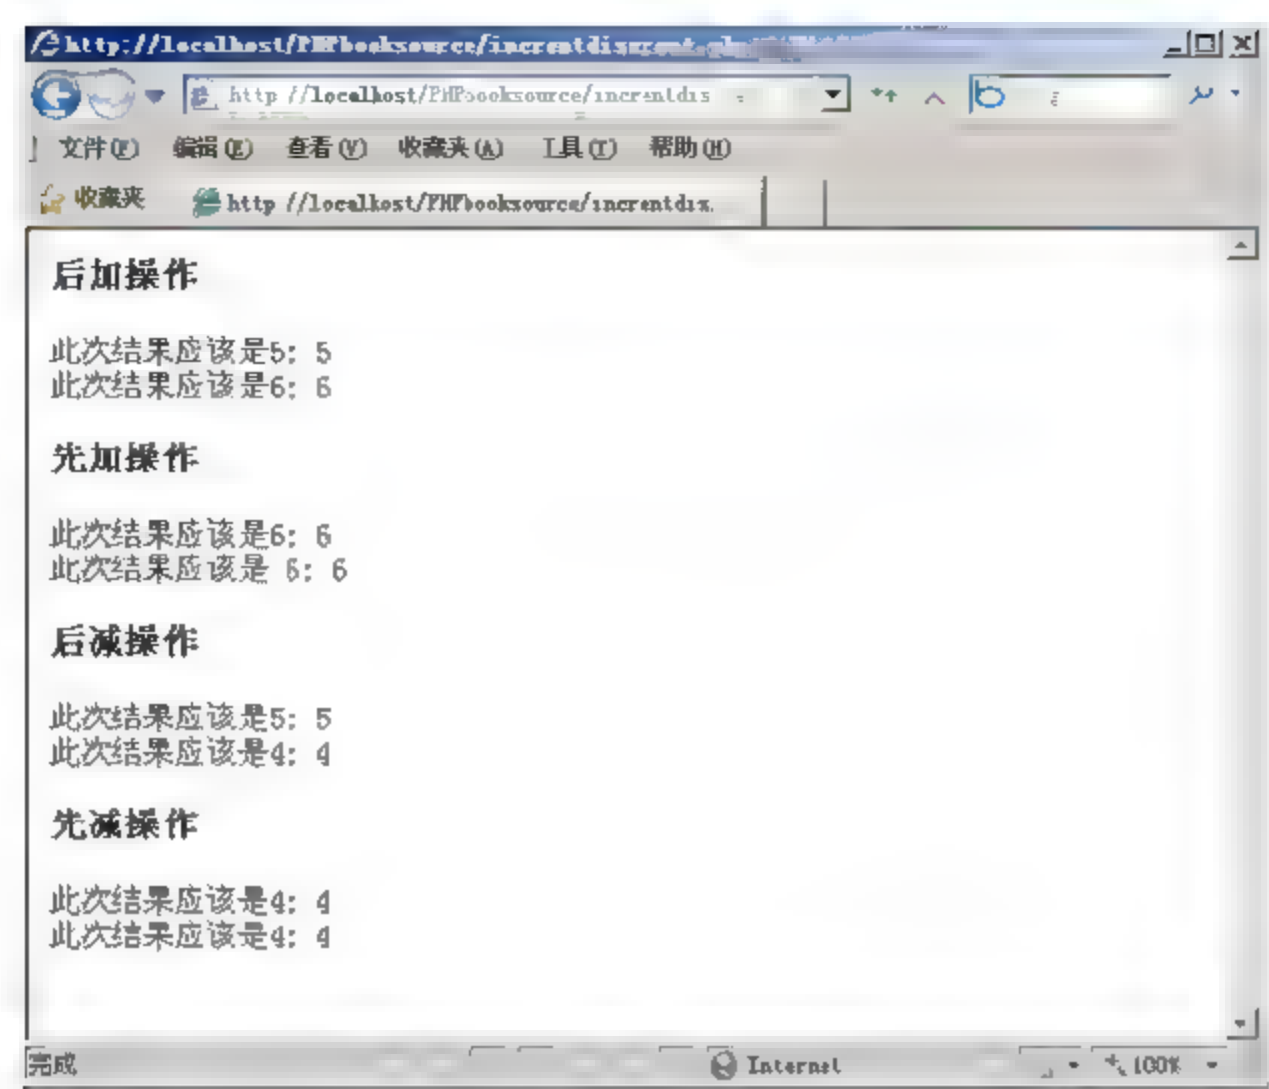 http://localhost/PHPbooksource/increntdis
http //localhost/PHPbooksource/increntdis
文件(F) 编辑(E) 查看(V) 收藏夹(A) 工具(T) 帮助(H)
收藏夹 http //localhost/PHPbooksource/increntdis.
后加操作
此次结果应该是5: 5
此次结果应该是6: 6
先加操作
此次结果应该是6: 6
此次结果应该是 6: 6
后减操作
此次结果应该是5: 5
此次结果应该是4: 4
先减操作
此次结果应该是4: 4
此次结果应该是4: 4
完成 Internet 100%